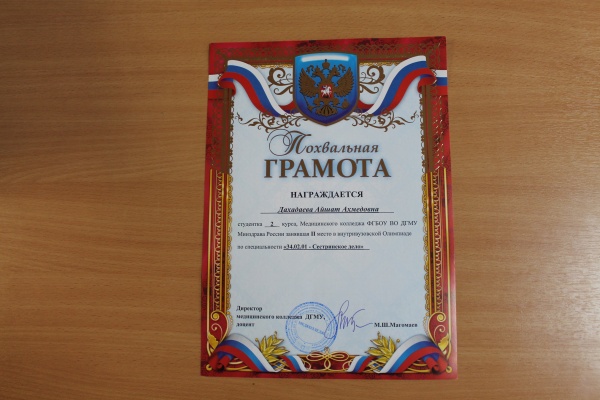 Похвальная
ГРАМОТА
НАГРАЖДАЕТСЯ
Дахадаева Айшат Ахмедовна
студентка 2 курса, Медицинского колледжа ФГБОУ ВО ДГМУ
Минздрава России занявшая II место в внутривузовской Олимпиаде
по специальности «34.02.01 - Сестринское дело»
Директор
медицинского колледжа ДГМУ,
доцент М.Ш.Магомаев